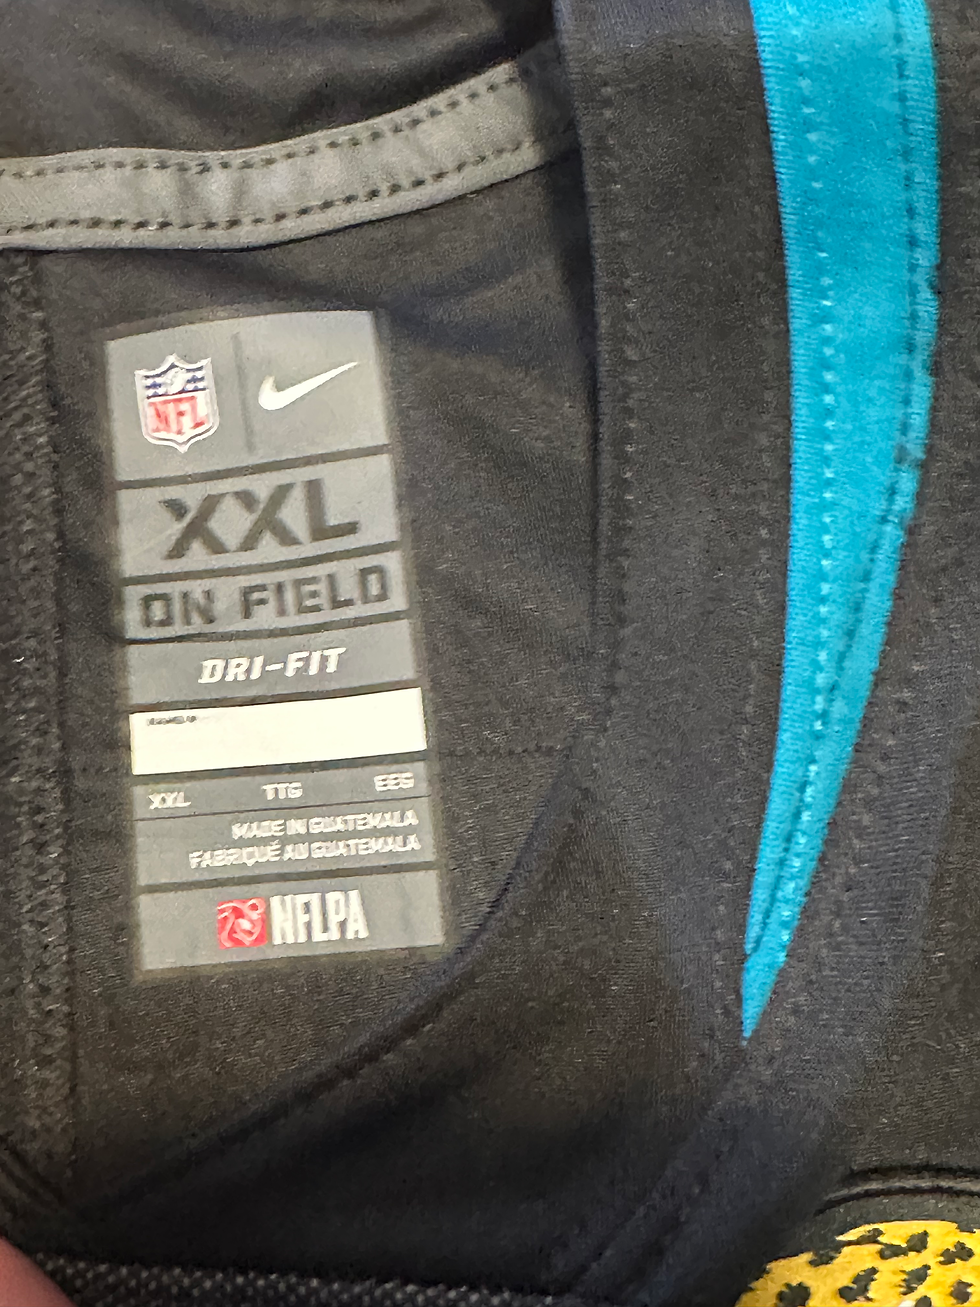 NFL
XXL
ON FIELD
DRI-FIT
XXL TTG EEG
MADE IN GUATEMALA
FABRIQUÉ AU GUATEMALA
NFLPA